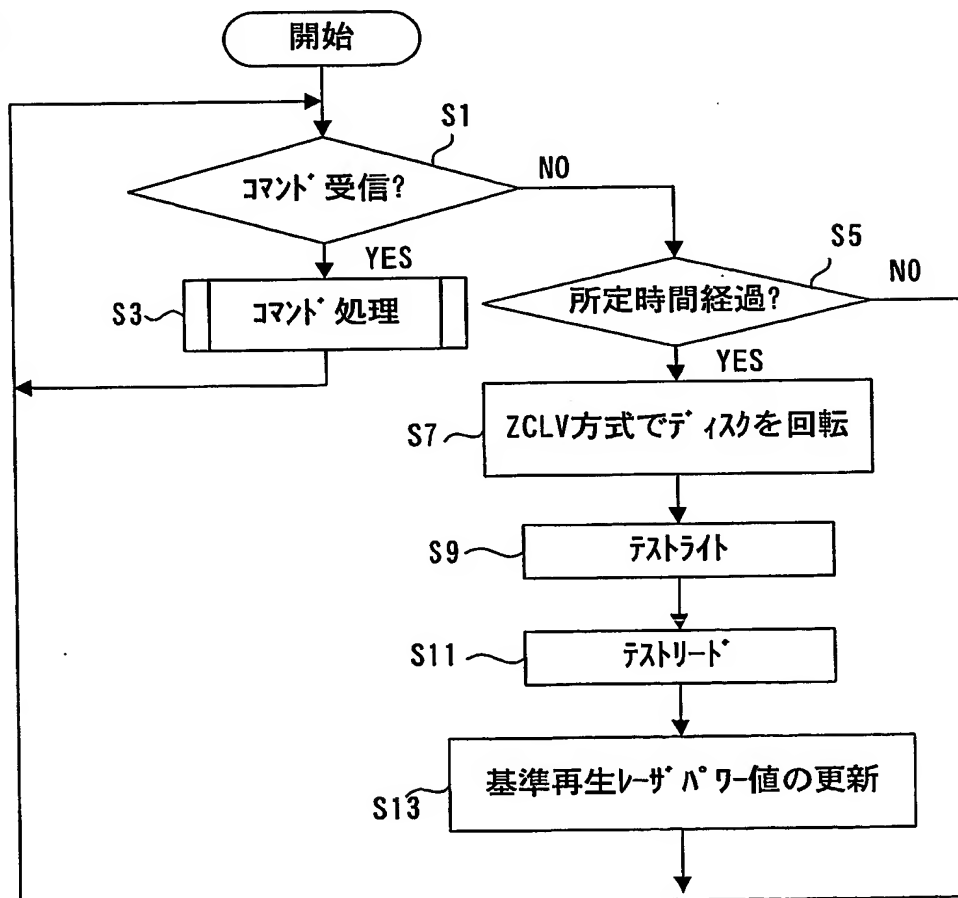 開始
S1
コマンド受信?
NO
YES
S3
コマンド処理
S5
所定時間経過?
NO
YES
S7
ZCLV方式でディスクを回転
S9
テストライト
S11
テストリード
S13
基準再生レーザパワー値の更新